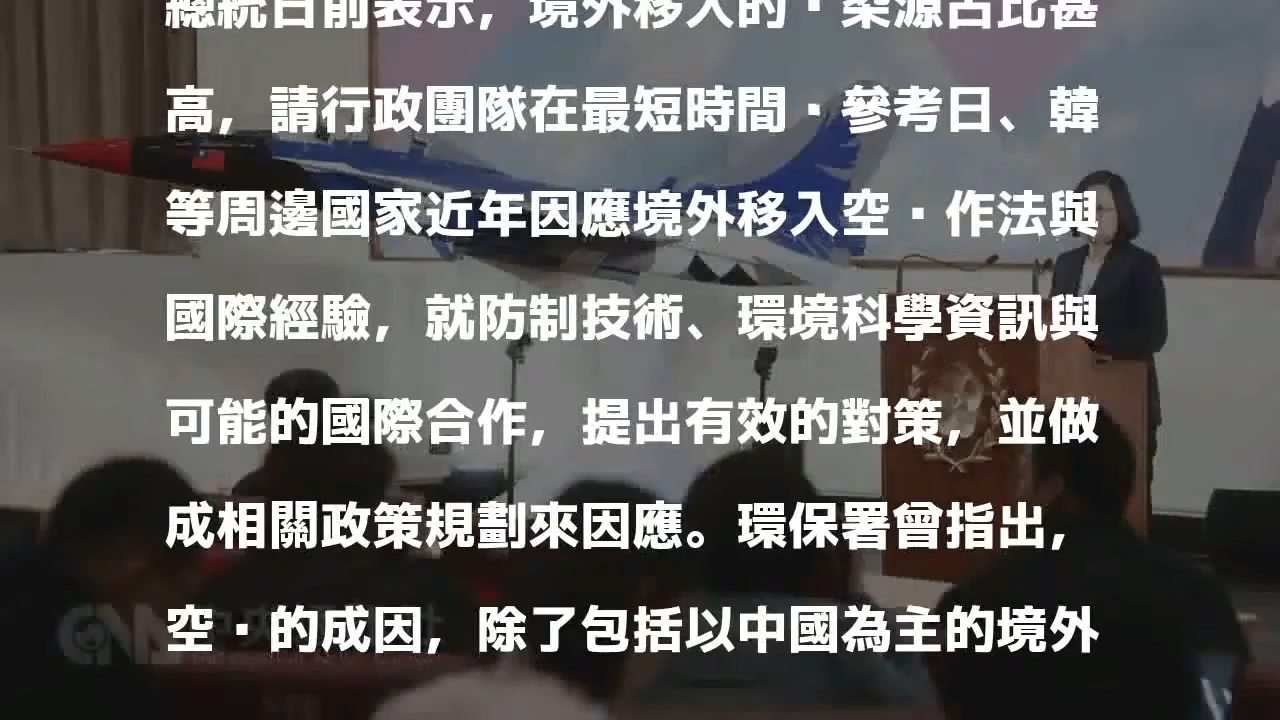 總統日前表示，境外移入的▪染源占比甚
高，請行政團隊在最短時間▪參考日、韓
等周邊國家近年因應境外移入空▪作法與
國際經驗，就防制技術、環境科學資訊與
可能的國際合作，提出有效的對策，並做
成相關政策規劃來因應。環保署曾指出，
空▪的成因，除了包括以中國為主的境外
CNA